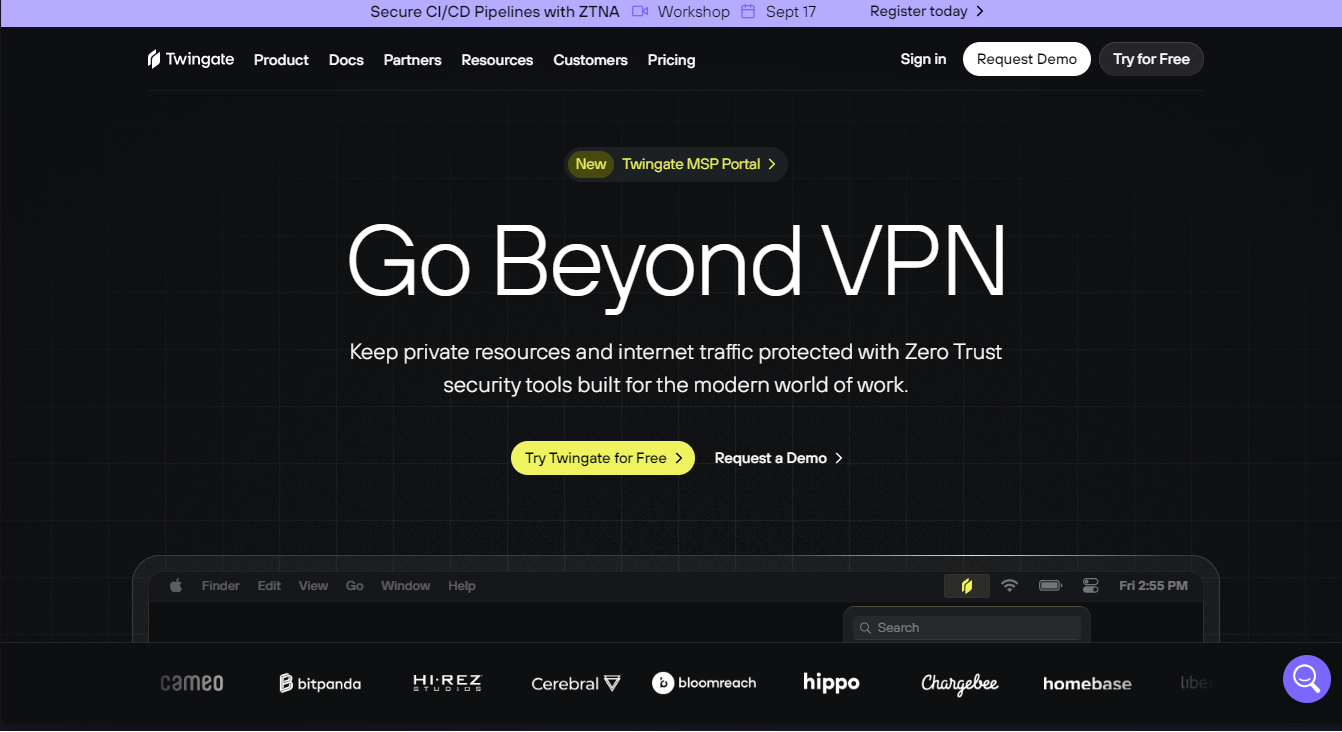 Secure CI/CD Pipelines with ZTNA Workshop Sept 17 Register today
Twingate Product Docs Partners Resources Customers Pricing Sign in Request Demo Try for Free
New Twingate MSP Portal
Go Beyond VPN
Keep private resources and internet traffic protected with Zero Trust
security tools built for the modern world of work.
Try Twingate for Free Request a Demo
Finder Edit View Go Window Help Fri 2:55 PM
Search
cameo bitpanda HI-REZ STUDIOS Cerebral bloomreach hippo Chargebee homebase